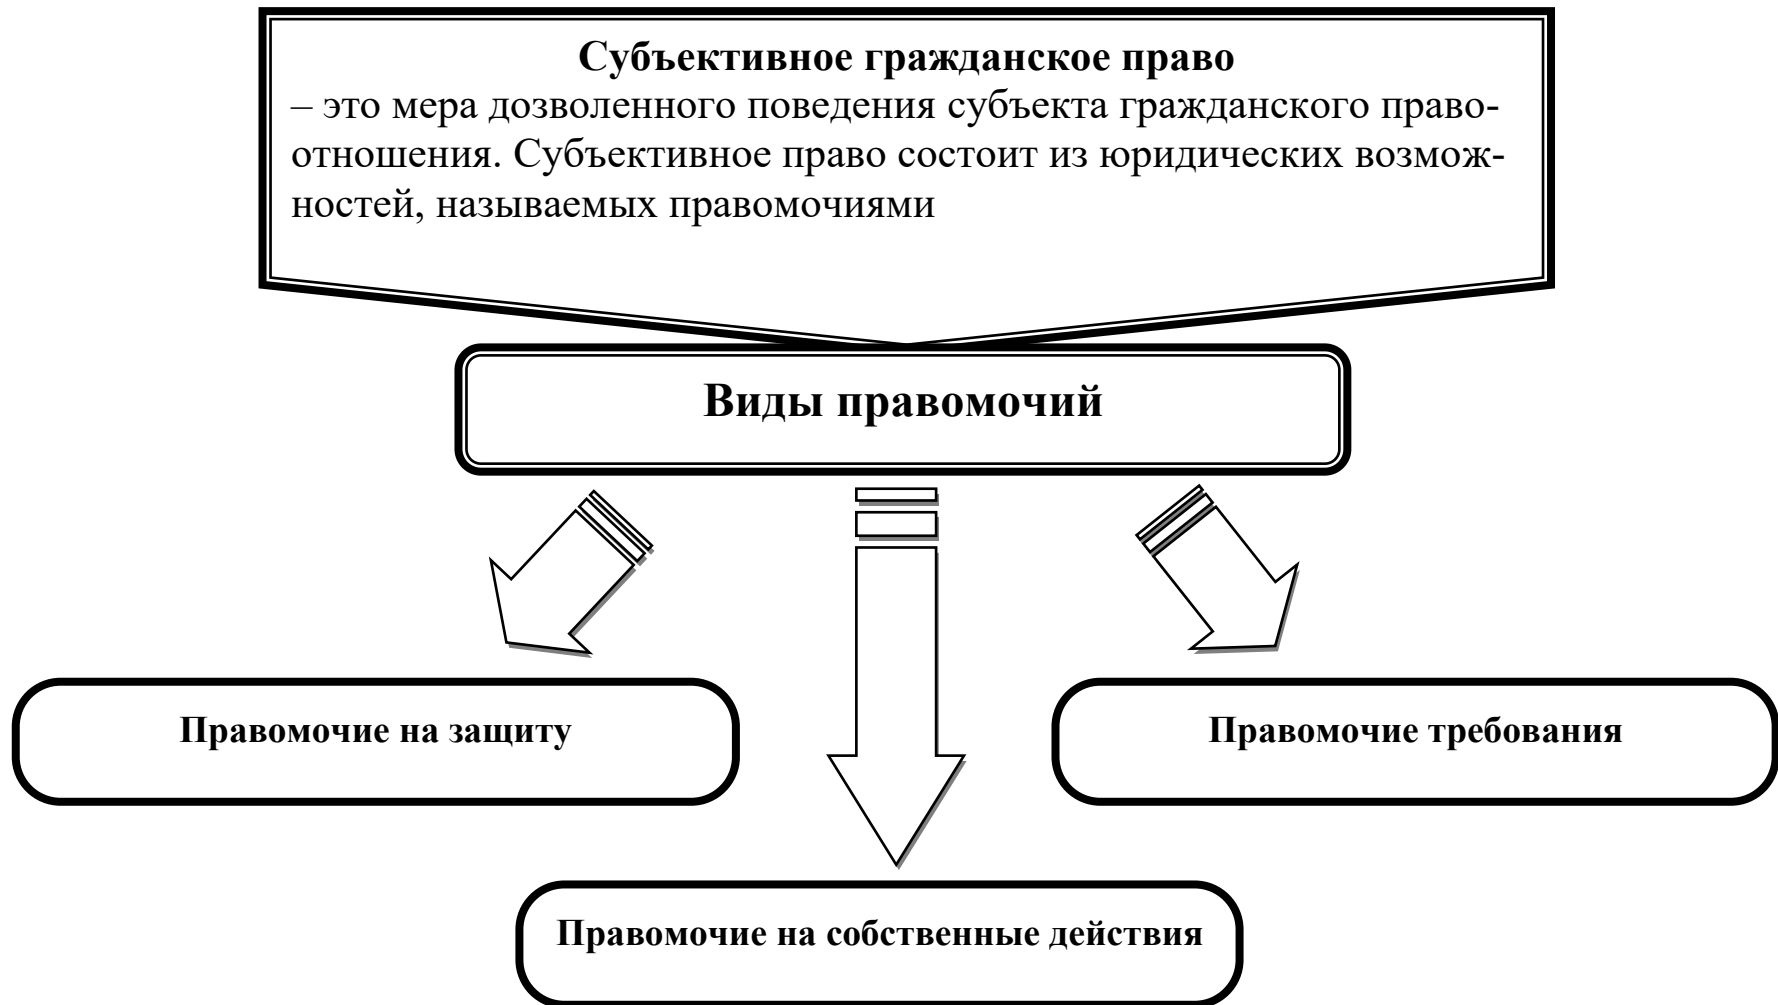 Субъективное гражданское право
– это мера дозволенного поведения субъекта гражданского право-
отношения. Субъективное право состоит из юридических возмож-
ностей, называемых правомочиями
Виды правомочий
Правомочие на защиту
Правомочие требования
Правомочие на собственные действия